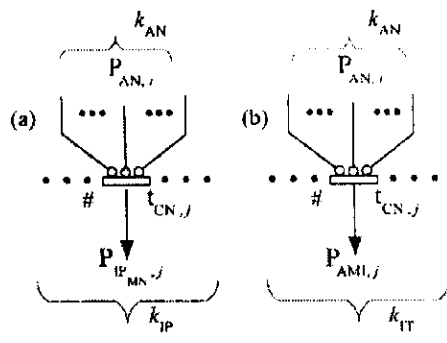 k_AN k_AN
P_AN,j P_AN,j
(a) (b)
# t_CN,j # t_CN,j
P_IP_MN,j P_AMI,j
k_IP k_IT